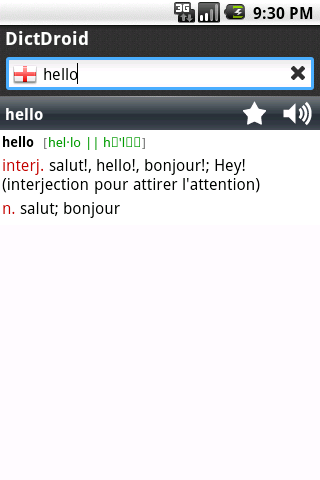 3G 9:30 PM
DictDroid
hello
hello
hello [hel·lo || h▯'l▯▯]
interj. salut!, hello!, bonjour!; Hey!
(interjection pour attirer l'attention)
n. salut; bonjour